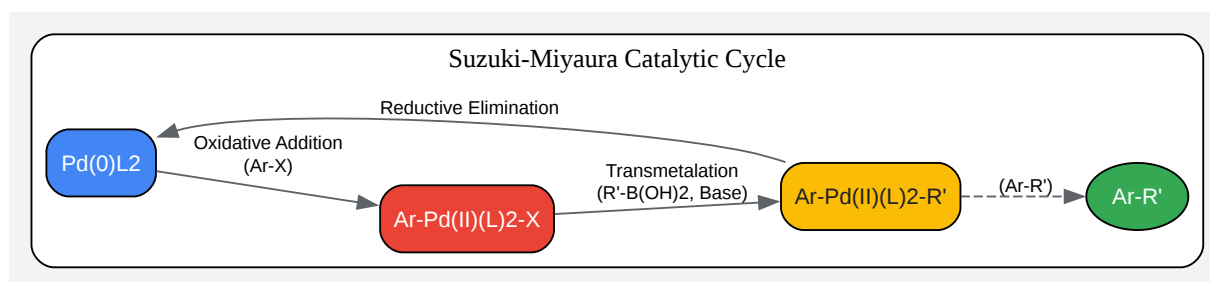 Suzuki-Miyaura Catalytic Cycle
Reductive Elimination
Pd(0)L2
Oxidative Addition
(Ar-X)
Ar-Pd(II)(L)2-X
Transmetalation
(R'-B(OH)2, Base)
Ar-Pd(II)(L)2-R'
(Ar-R')
Ar-R'